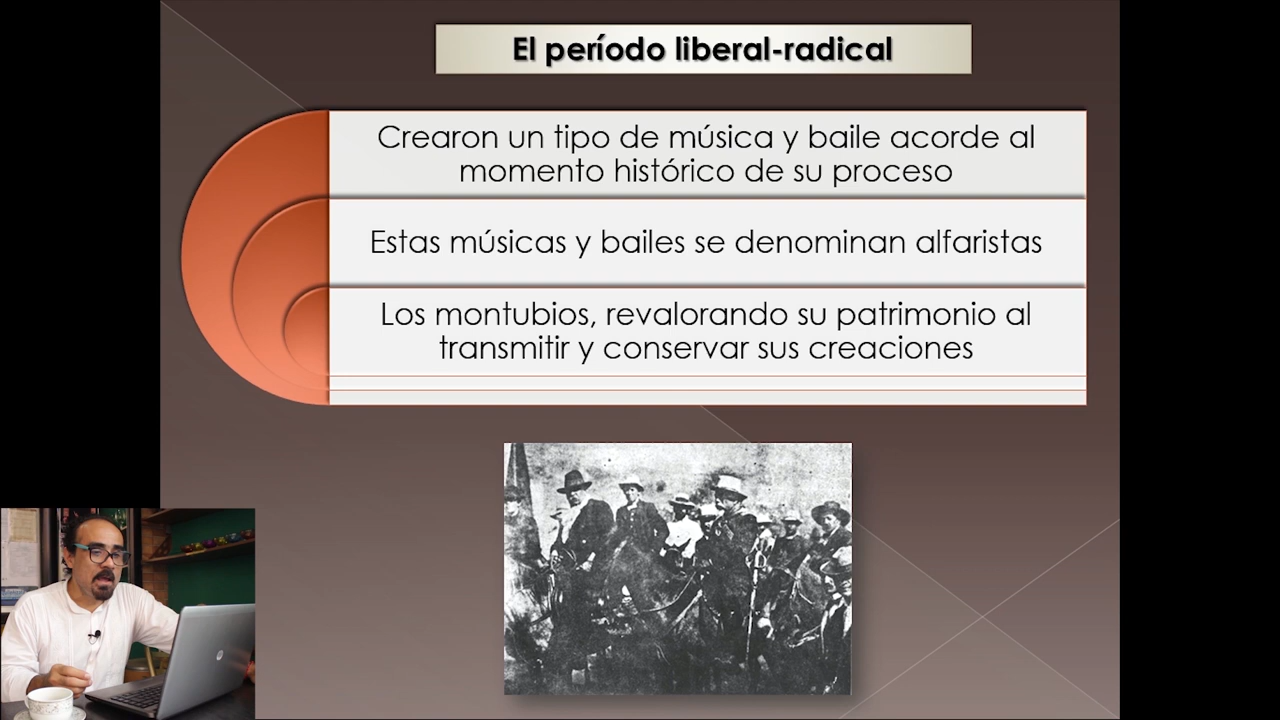 El período liberal-radical
Crearon un tipo de música y baile acorde al
momento histórico de su proceso
Estas músicas y bailes se denominan alfaristas
Los montubios, revalorando su patrimonio al
transmitir y conservar sus creaciones
hp